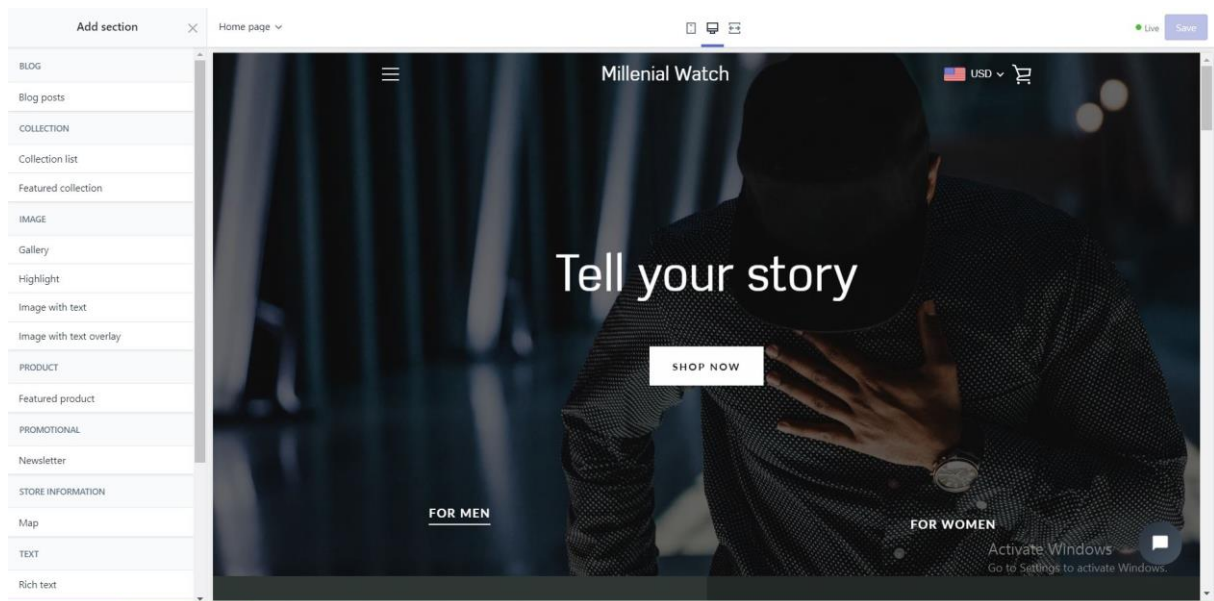 Add section
Home page
Live
Save
BLOG
Blog posts
COLLECTION
Collection list
Featured collection
IMAGE
Gallery
Highlight
Image with text
Image with text overlay
PRODUCT
Featured product
PROMOTIONAL
Newsletter
STORE INFORMATION
Map
TEXT
Rich text
Millenial Watch
USD
Tell your story
SHOP NOW
FOR MEN
FOR WOMEN
Activate Windows
Go to Settings to activate Windows.